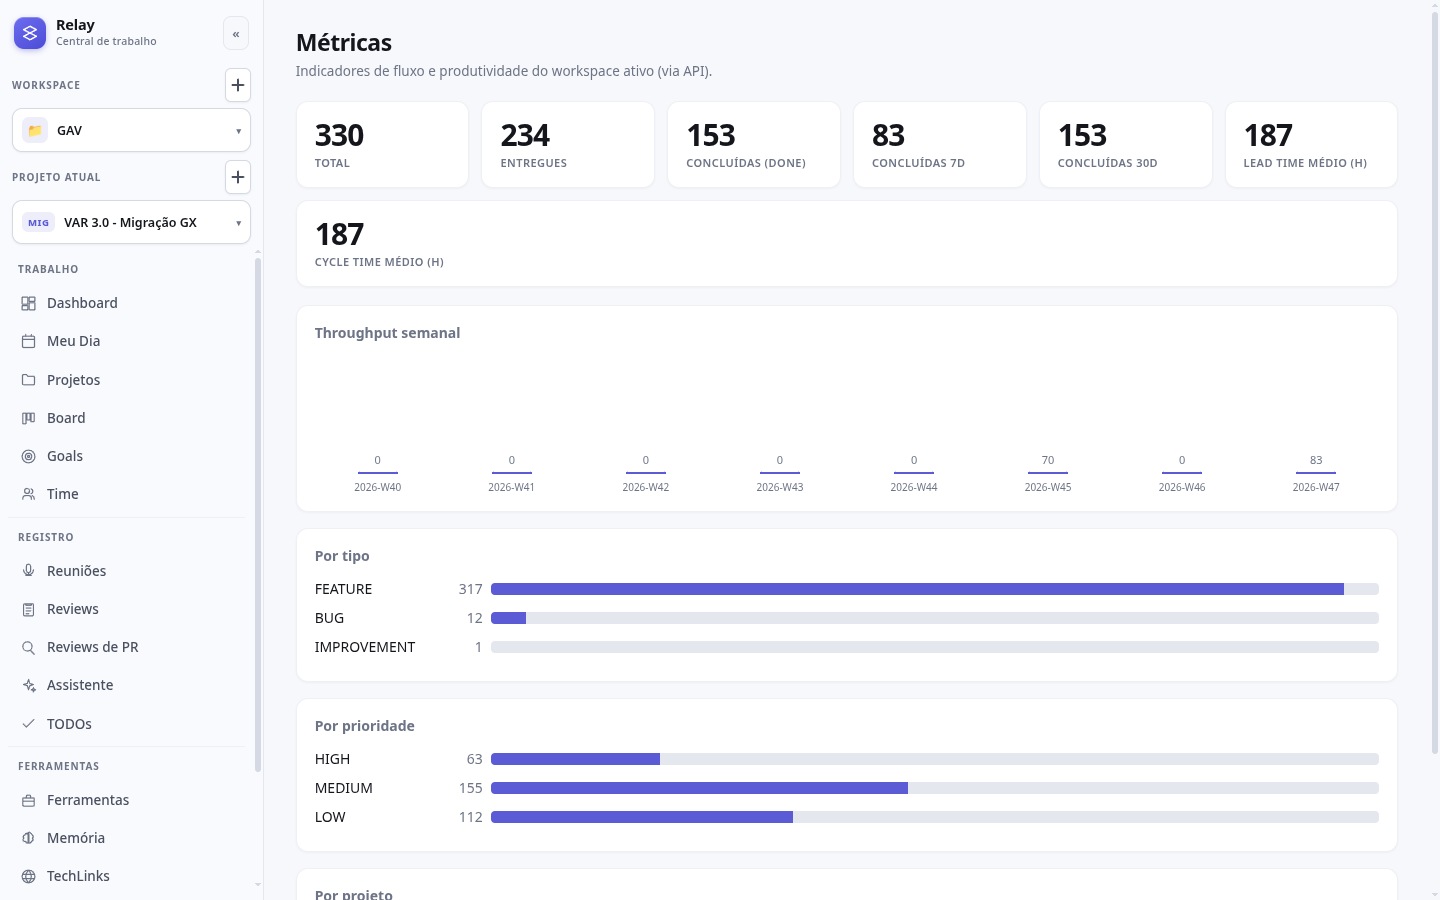 Relay
Central de trabalho
«
WORKSPACE
GAV
PROJETO ATUAL
MIG VAR 3.0 - Migração GX
TRABALHO
Dashboard
Meu Dia
Projetos
Board
Goals
Time
REGISTRO
Reuniões
Reviews
Reviews de PR
Assistente
TODOs
FERRAMENTAS
Ferramentas
Memória
TechLinks
Métricas
Indicadores de fluxo e produtividade do workspace ativo (via API).
330
TOTAL
234
ENTREGUES
153
CONCLUÍDAS (DONE)
83
CONCLUÍDAS 7D
153
CONCLUÍDAS 30D
187
LEAD TIME MÉDIO (H)
187
CYCLE TIME MÉDIO (H)
Throughput semanal
0 0 0 0 0 70 0 83
2026-W40 2026-W41 2026-W42 2026-W43 2026-W44 2026-W45 2026-W46 2026-W47
Por tipo
FEATURE 317
BUG 12
IMPROVEMENT 1
Por prioridade
HIGH 63
MEDIUM 155
LOW 112
Por projeto